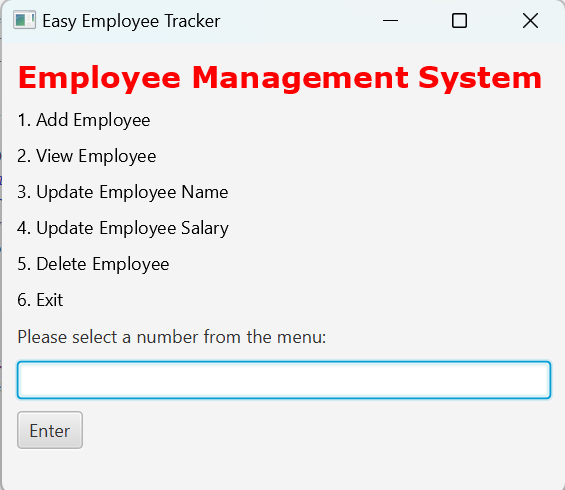 Easy Employee Tracker
Employee Management System
1. Add Employee
2. View Employee
3. Update Employee Name
4. Update Employee Salary
5. Delete Employee
6. Exit
Please select a number from the menu:
Enter